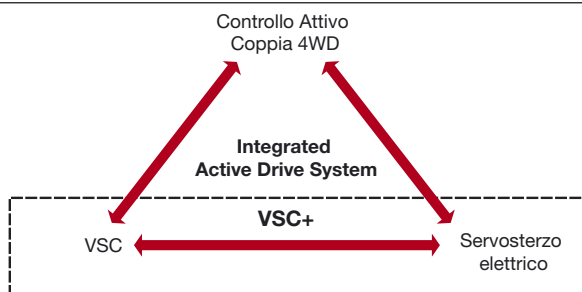 Controllo Attivo
Coppia 4WD
Integrated
Active Drive System
VSC+
VSC
Servosterzo
elettrico